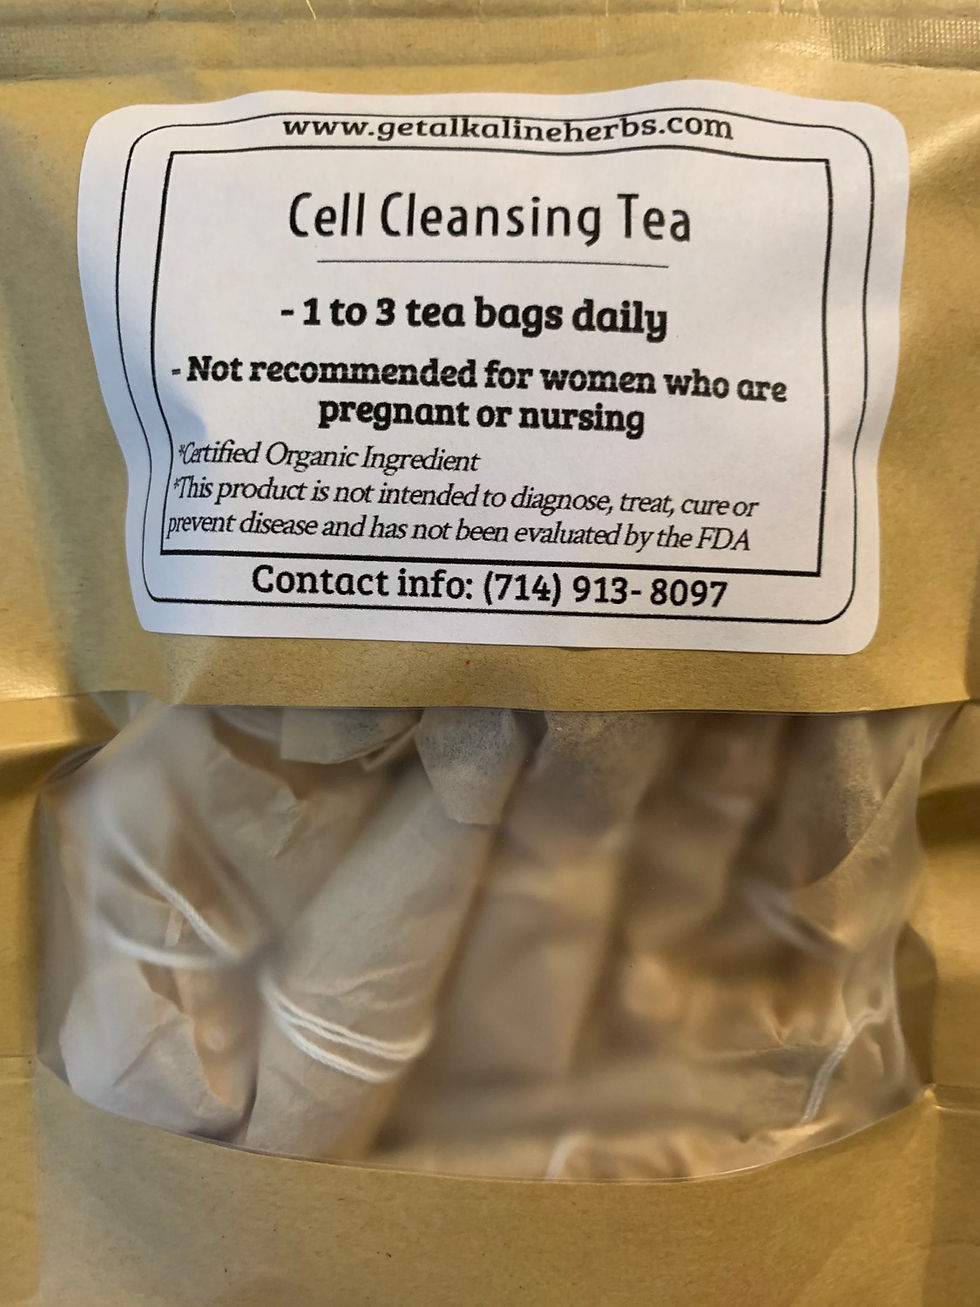 www.getalkalineherbs.com
Cell Cleansing Tea
- 1 to 3 tea bags daily
- Not recommended for women who are
pregnant or nursing
*Certified Organic Ingredient
*This product is not intended to diagnose, treat, cure or
prevent disease and has not been evaluated by the FDA
Contact info: (714) 913- 8097